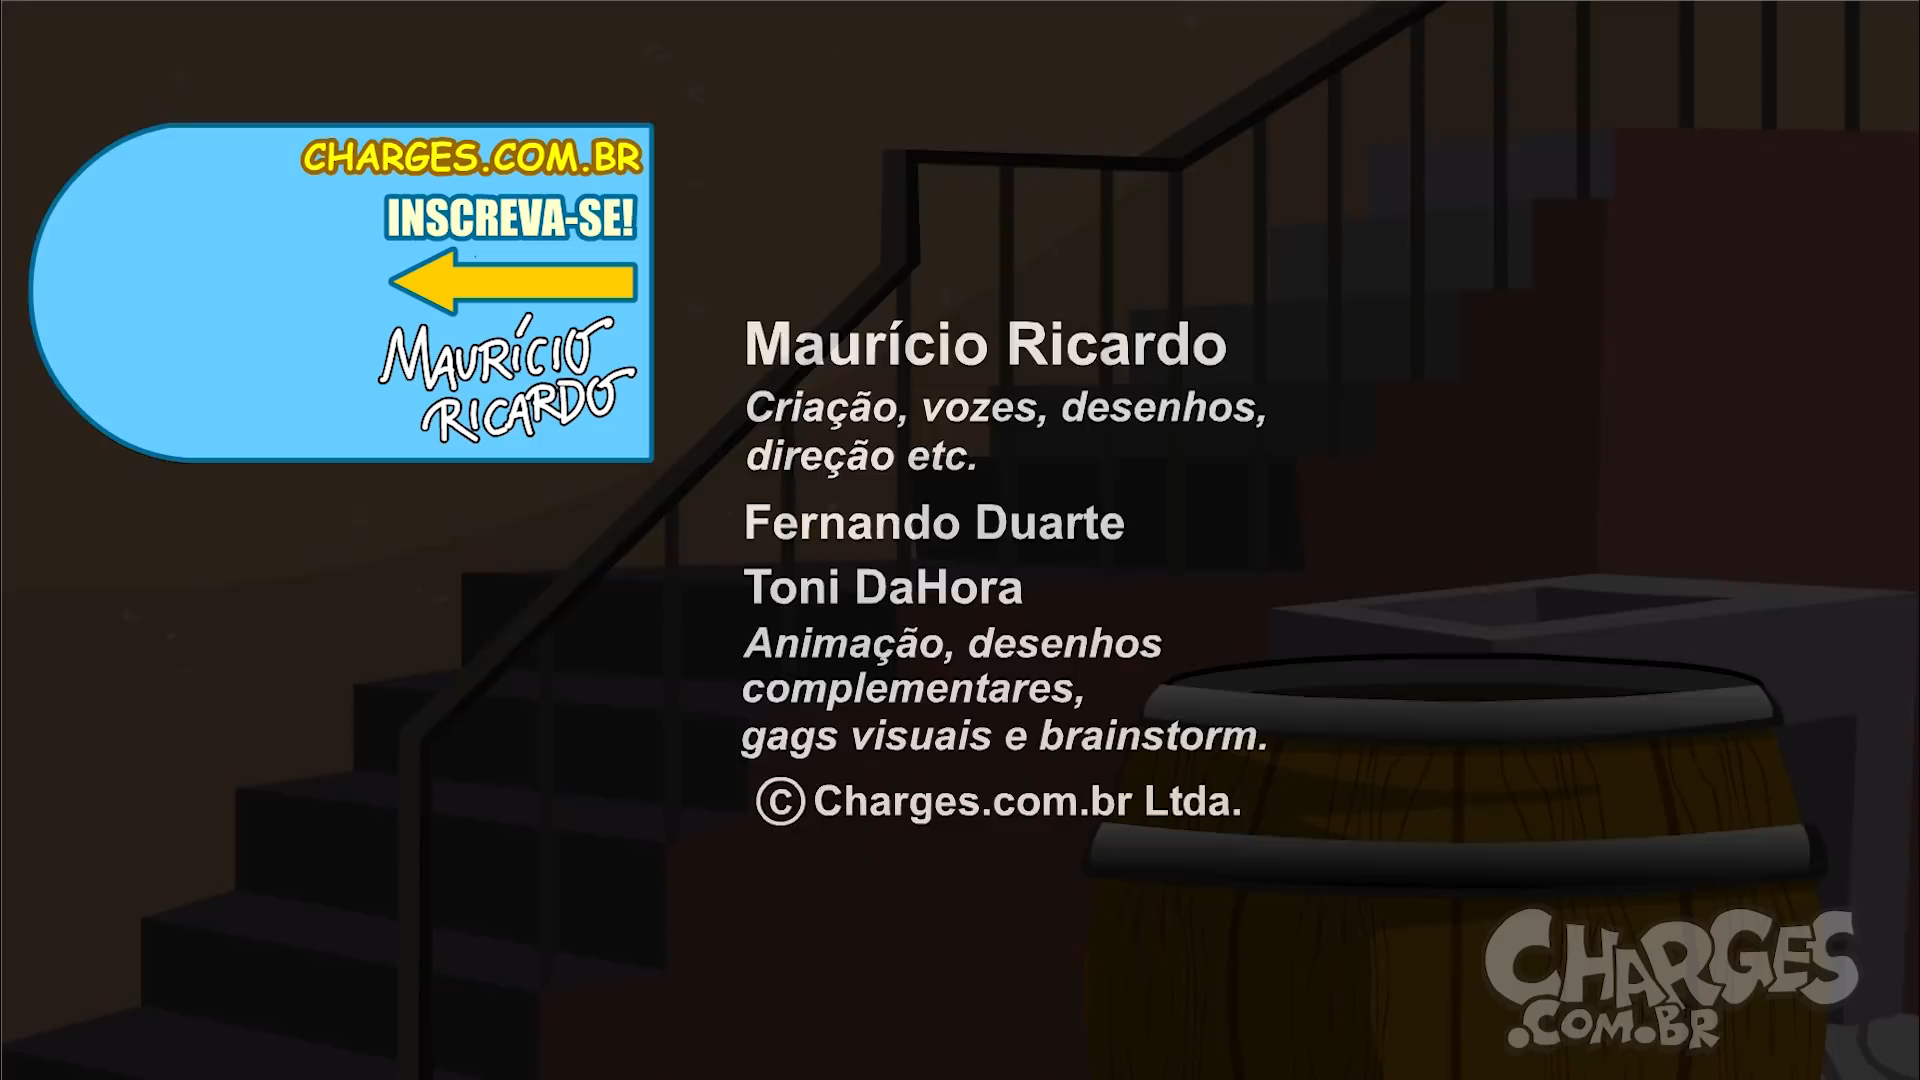 CHARGES.COM.BR
INSCREVA-SE!
MAURÍCIO
RICARDO
Maurício Ricardo
Criação, vozes, desenhos,
direção etc.
Fernando Duarte
Toni DaHora
Animação, desenhos
complementares,
gags visuais e brainstorm.
© Charges.com.br Ltda.
CHARGES
.COM.BR